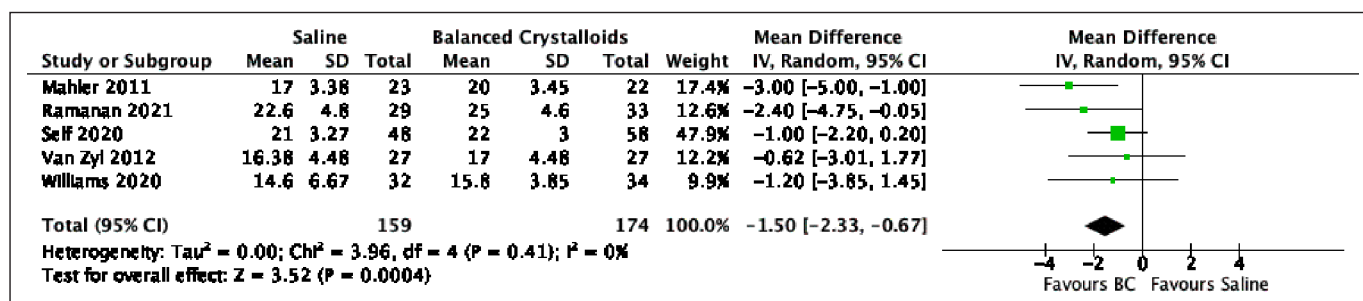 Saline Balanced Crystalloids Mean Difference Mean Difference
Study or Subgroup Mean SD Total Mean SD Total Weight IV, Random, 95% CI IV, Random, 95% CI
Mahler 2011 17 3.38 23 20 3.45 22 17.4% −3.00 [−5.00, −1.00]
Ramanan 2021 22.6 4.8 29 25 4.6 33 12.6% −2.40 [−4.75, −0.05]
Self 2020 21 3.27 48 22 3 58 47.9% −1.00 [−2.20, 0.20]
Van Zyl 2012 16.38 4.48 27 17 4.48 27 12.2% −0.62 [−3.01, 1.77]
Williams 2020 14.6 6.67 32 15.8 3.85 34 9.9% −1.20 [−3.85, 1.45]
Total (95% CI) 159 174 100.0% −1.50 [−2.33, −0.67]
Heterogeneity: Tau² = 0.00; Chi² = 3.96, df = 4 (P = 0.41); I² = 0%
Test for overall effect: Z = 3.52 (P = 0.0004)
−4 −2 0 2 4
Favours BC Favours Saline